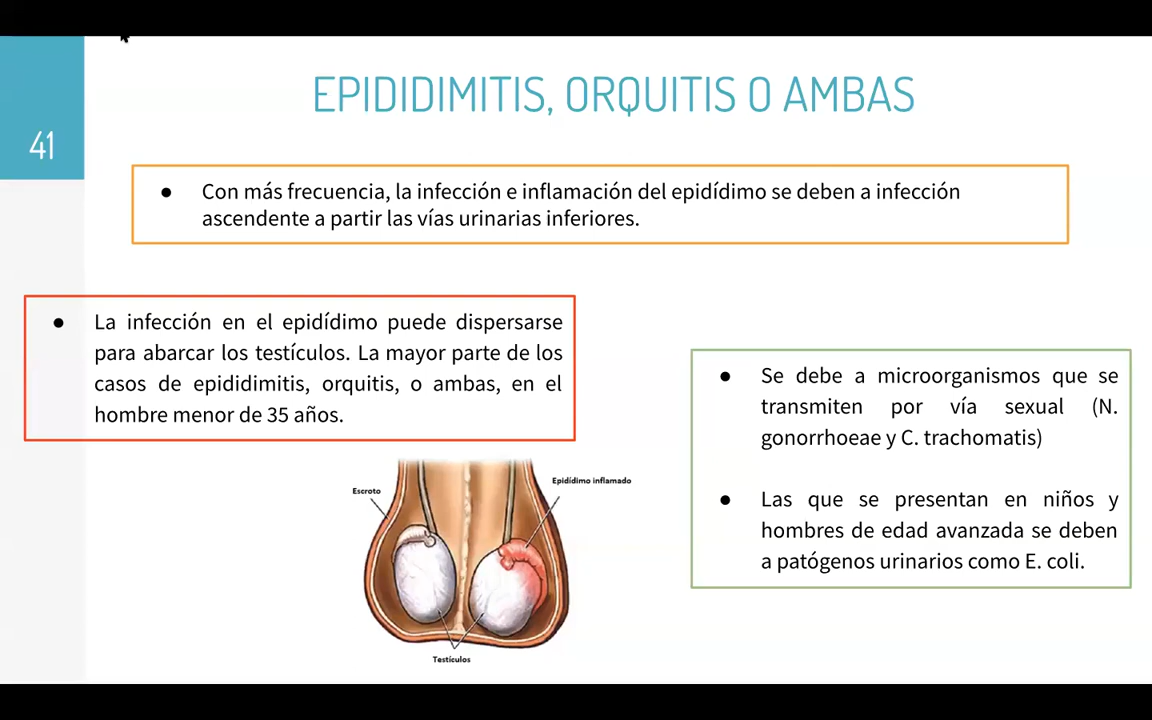 EPIDIDIMITIS, ORQUITIS O AMBAS
41
● Con más frecuencia, la infección e inflamación del epidídimo se deben a infección
ascendente a partir las vías urinarias inferiores.
● La infección en el epidídimo puede dispersarse
para abarcar los testículos. La mayor parte de los
casos de epididimitis, orquitis, o ambas, en el
hombre menor de 35 años.
● Se debe a microorganismos que se
transmiten por vía sexual (N.
gonorrhoeae y C. trachomatis)
● Las que se presentan en niños y
hombres de edad avanzada se deben
a patógenos urinarios como E. coli.
Escroto
Epidídimo inflamado
Testículos